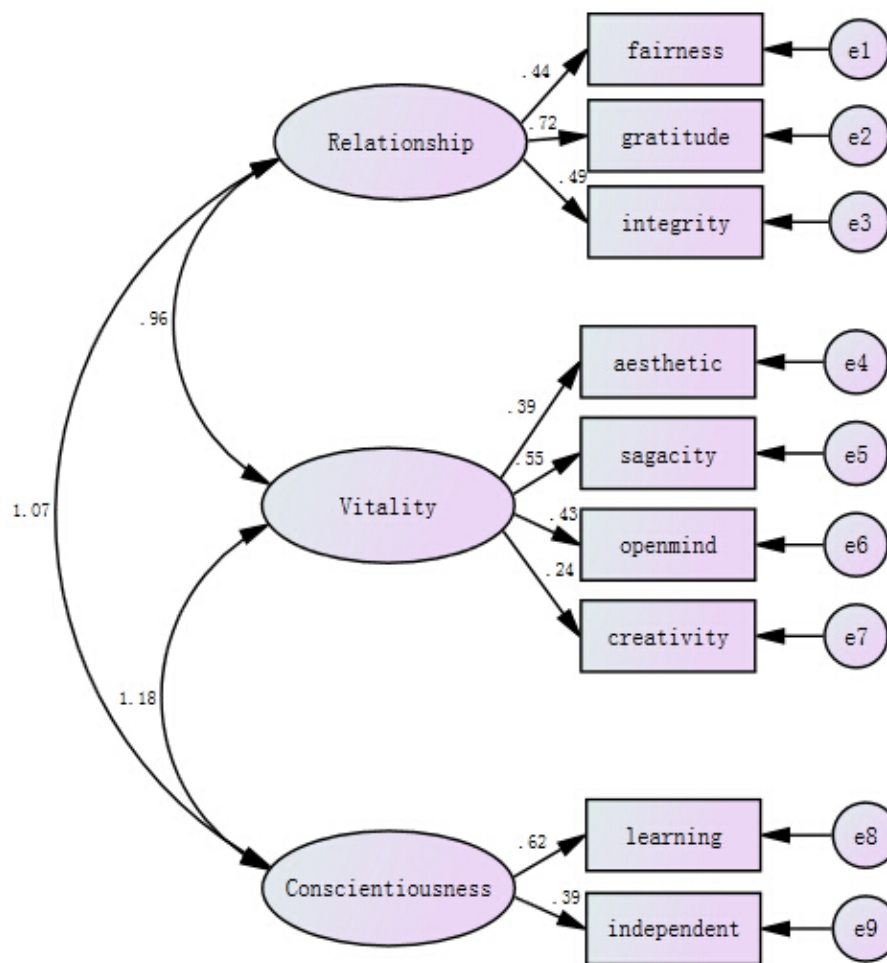 fairness
e1
.44
Relationship
.72
gratitude
e2
.49
integrity
e3
.96
aesthetic
e4
.39
.55
sagacity
e5
Vitality
1.07
.43
openmind
e6
.24
creativity
e7
1.18
learning
e8
.62
Conscientiousness
.39
independent
e9